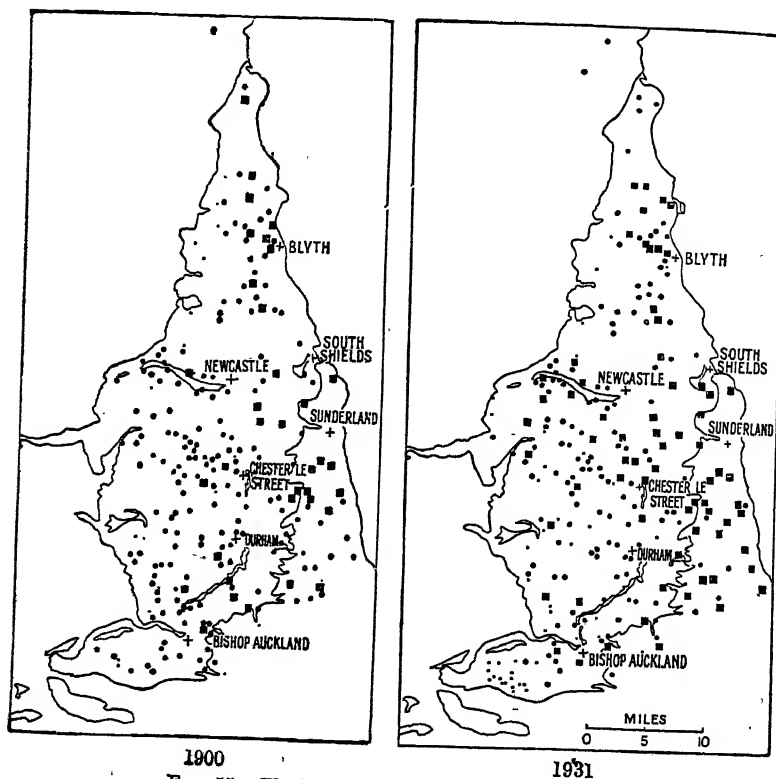 BLYTH
SOUTH
SHIELDS
NEWCASTLE
SUNDERLAND
CHESTER LE
STREET
DURHAM
BISHOP AUCKLAND
1900
BLYTH
SOUTH
SHIELDS
NEWCASTLE
SUNDERLAND
CHESTER LE
STREET
DURHAM
BISHOP AUCKLAND
MILES
0 5 10
1931